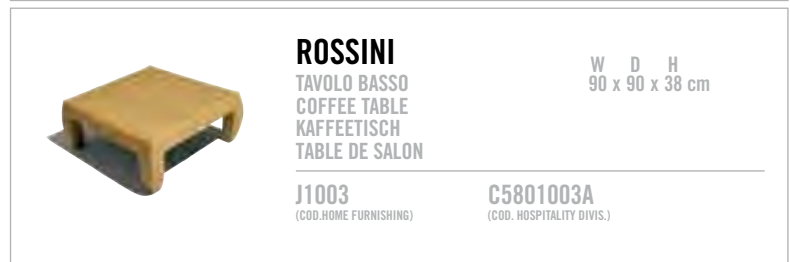 ROSSINI
TAVOLO BASSO
COFFEE TABLE
KAFFEETISCH
TABLE DE SALON
W D H
90 x 90 x 38 cm
J1003
(COD.HOME FURNISHING)
C5801003A
(COD. HOSPITALITY DIVIS.)